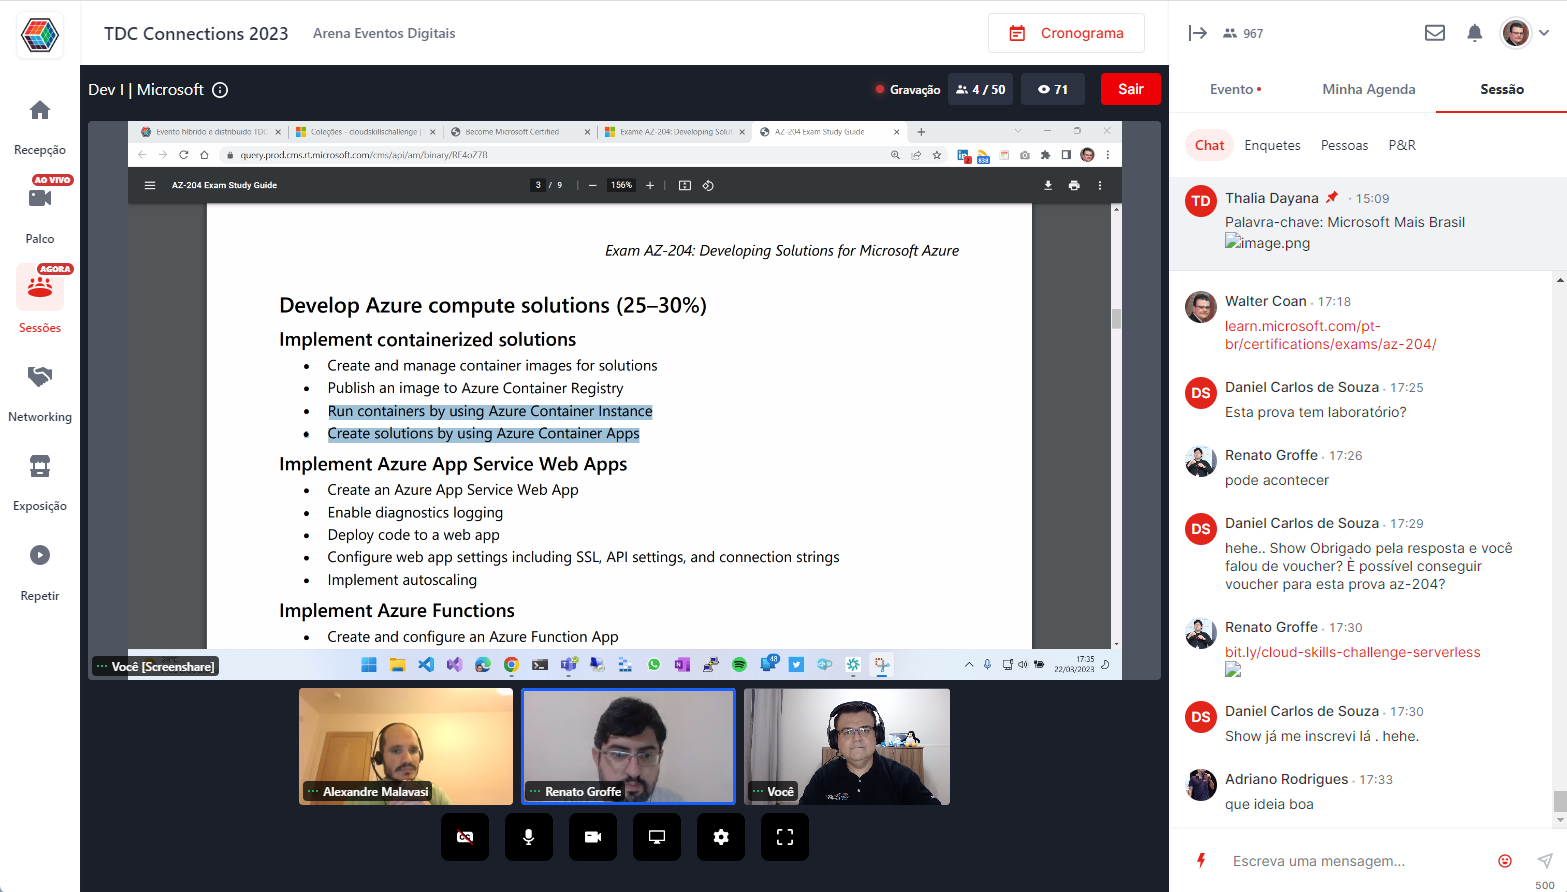 TDC Connections 2023
Arena Eventos Digitais
Cronograma
967
Recepção
AO VIVO
Palco
AGORA
Sessões
Networking
Exposição
Repetir
Dev I | Microsoft
Gravação
4 / 50
71
Sair
Evento híbrido e distribuído TDC
Coleções - cloudskillschallenge |
Become Microsoft Certified
Exame AZ-204: Developing Solut
AZ-204 Exam Study Guide
query.prod.cms.rt.microsoft.com/cms/api/am/binary/RE4oZ7B
AZ-204 Exam Study Guide
3 / 9
156%
Exam AZ-204: Developing Solutions for Microsoft Azure
Develop Azure compute solutions (25–30%)
Implement containerized solutions
• Create and manage container images for solutions
• Publish an image to Azure Container Registry
• Run containers by using Azure Container Instance
• Create solutions by using Azure Container Apps
Implement Azure App Service Web Apps
• Create an Azure App Service Web App
• Enable diagnostics logging
• Deploy code to a web app
• Configure web app settings including SSL, API settings, and connection strings
• Implement autoscaling
Implement Azure Functions
• Create and configure an Azure Function App
Você [Screenshare]
48
17:35
22/03/2023
Alexandre Malavasi
Renato Groffe
Você
Evento
Minha Agenda
Sessão
Chat
Enquetes
Pessoas
P&R
TD
Thalia Dayana
15:09
Palavra-chave: Microsoft Mais Brasil
image.png
Walter Coan
17:18
learn.microsoft.com/pt-
br/certifications/exams/az-204/
DS
Daniel Carlos de Souza
17:25
Esta prova tem laboratório?
Renato Groffe
17:26
pode acontecer
DS
Daniel Carlos de Souza
17:29
hehe.. Show Obrigado pela resposta e você
falou de voucher? È possível conseguir
voucher para esta prova az-204?
Renato Groffe
17:30
bit.ly/cloud-skills-challenge-serverless
DS
Daniel Carlos de Souza
17:30
Show já me inscrevi lá . hehe.
Adriano Rodrigues
17:33
que ideia boa
Escreva uma mensagem...
500